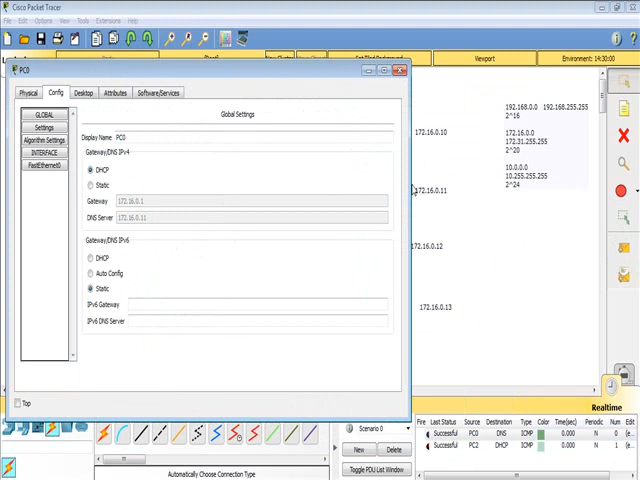 Cisco Packet Tracer
File Edit Options View Tools Extensions Help
Viewport
Environment: 14:30:00
PC0
Physical Config Desktop Attributes Software/Services
GLOBAL
Settings
Algorithm Settings
INTERFACE
FastEthernet0
Global Settings
Display Name PC0
Gateway/DNS IPv4
DHCP
Static
Gateway 172.16.0.1
DNS Server 172.16.0.11
Gateway/DNS IPv6
DHCP
Auto Config
Static
IPv6 Gateway
IPv6 DNS Server
Top
172.16.0.10
172.16.0.11
172.16.0.12
172.16.0.13
192.168.0.0 192.168.255.255
2^16
172.16.0.0
172.31.255.255
2^20
10.0.0.0
10.255.255.255
2^24
Realtime
Scenario 0
New Delete
Toggle PDU List Window
Automatically Choose Connection Type
Fire Last Status Source Destination Type Color Time(sec) Periodic Num Edit
Successful PC0 DNS ICMP 0.000 N 0 (e...
Successful PC2 DNS ICMP 0.000 N 1 (e...